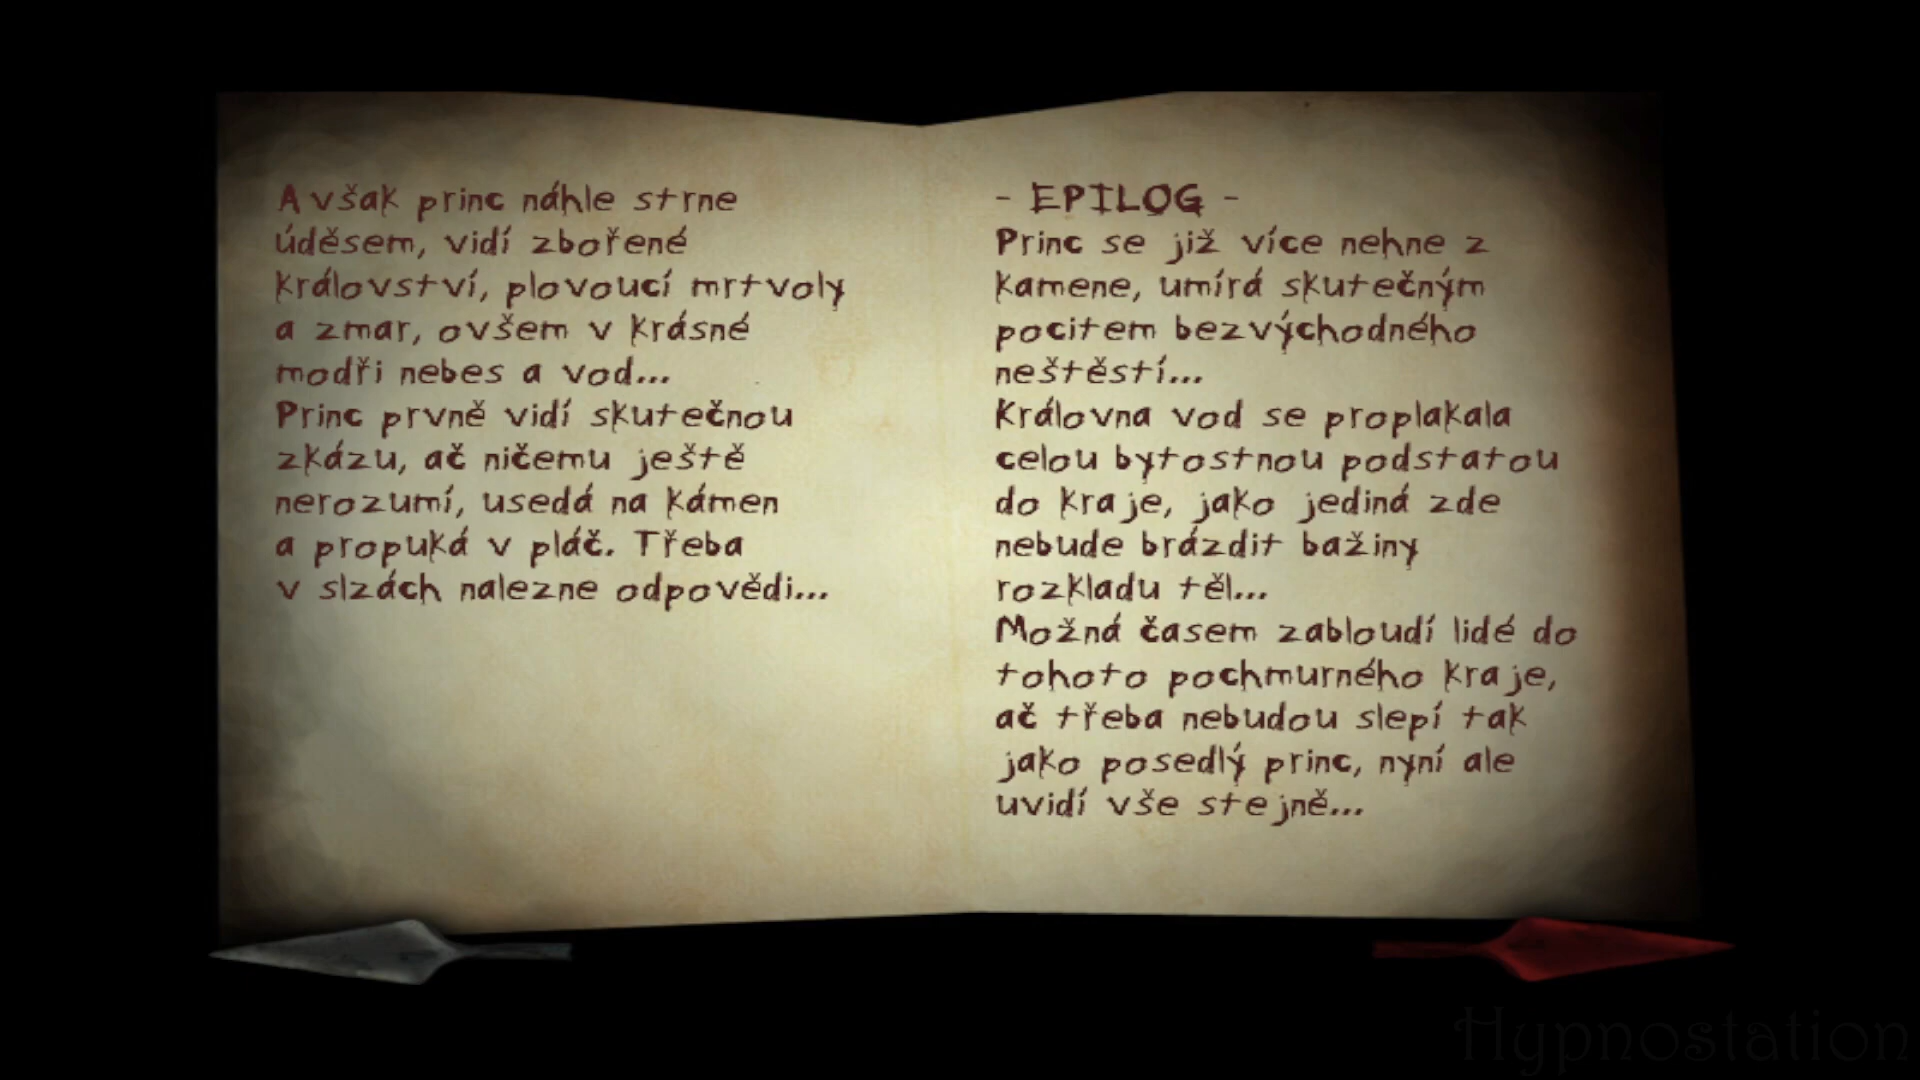 Avšak princ náhle strne
úděsem, vidí zbořené
království, plovoucí mrtvoly
a zmar, ovšem v krásné
modři nebes a vod...
Princ prvně vidí skutečnou
zkázu, ač ničemu ještě
nerozumí, usedá na kámen
a propuká v pláč. Třeba
v slzách nalezne odpovědi...
- EPILOG -
Princ se již více nehne z
kamene, umírá skutečným
pocitem bezvýchodného
neštěstí...
Královna vod se proplakala
celou bytostnou podstatou
do kraje, jako jediná zde
nebude brázdit bažiny
rozkladu těl...
Možná časem zabloudí lidé do
tohoto pochmurného kraje,
ač třeba nebudou slepí tak
jako posedlý princ, nyní ale
uvidí vše stejně...
Hypnostation